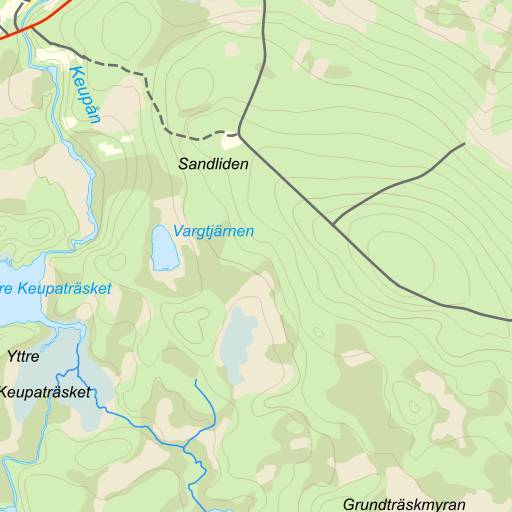 Keupån
Sandliden
Vargtjärnen
re Keupaträsket
Yttre
Keupaträsket
Grundträskmyran